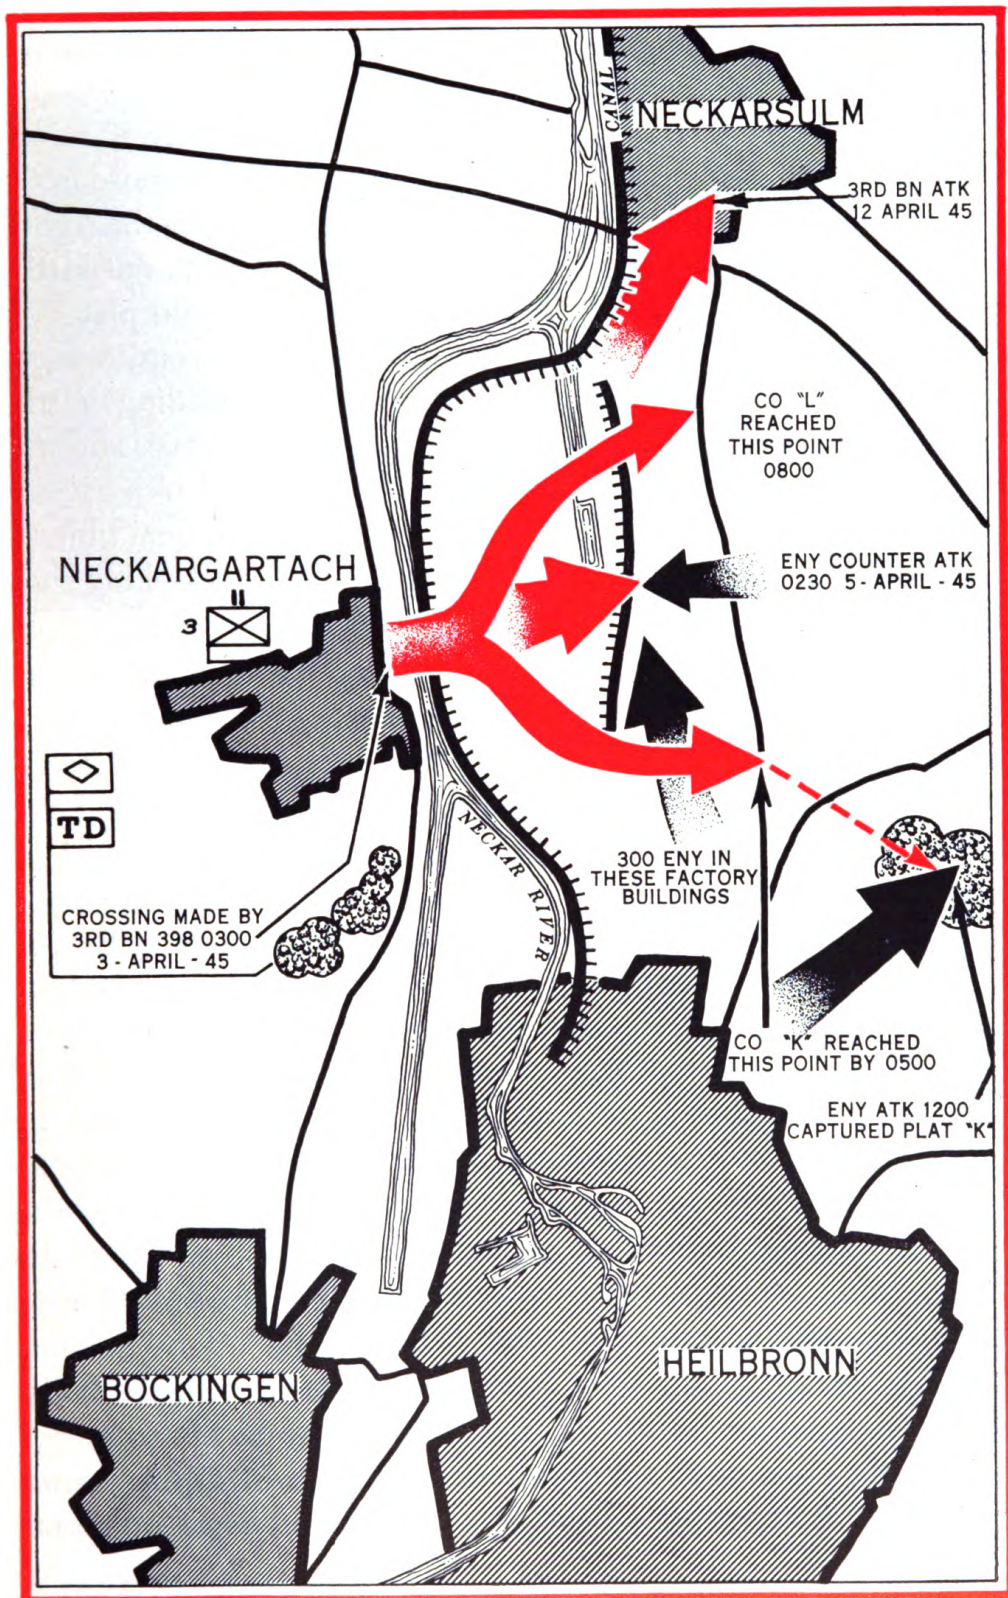 CANAL
NECKARSULM
3RD BN ATK
12 APRIL 45
CO "L"
REACHED
THIS POINT
0800
NECKARGARTACH
3
ENY COUNTER ATK
0230 5-APRIL-45
TD
NECKAR RIVER
300 ENY IN
THESE FACTORY
BUILDINGS
CROSSING MADE BY
3RD BN 398 0300
3-APRIL-45
CO "K" REACHED
THIS POINT BY 0500
ENY ATK 1200
CAPTURED PLAT "K"
HEILBRONN
BOCKINGEN